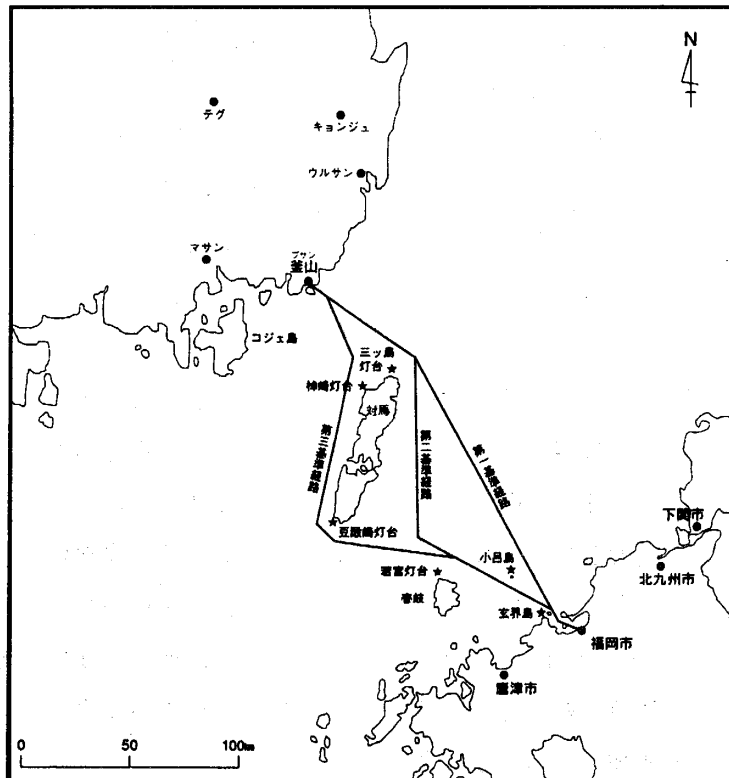 N
テグ
キョンジュ
ウルサン
マサン
プサン
釜山
コジェ島
三ッ島
灯台
棹崎灯台
対馬
第三基準経路
第二基準経路
第一基準経路
豆酘崎灯台
小呂島
若宮灯台
壱岐
玄界島
下関市
北九州市
福岡市
唐津市
0
50
100km